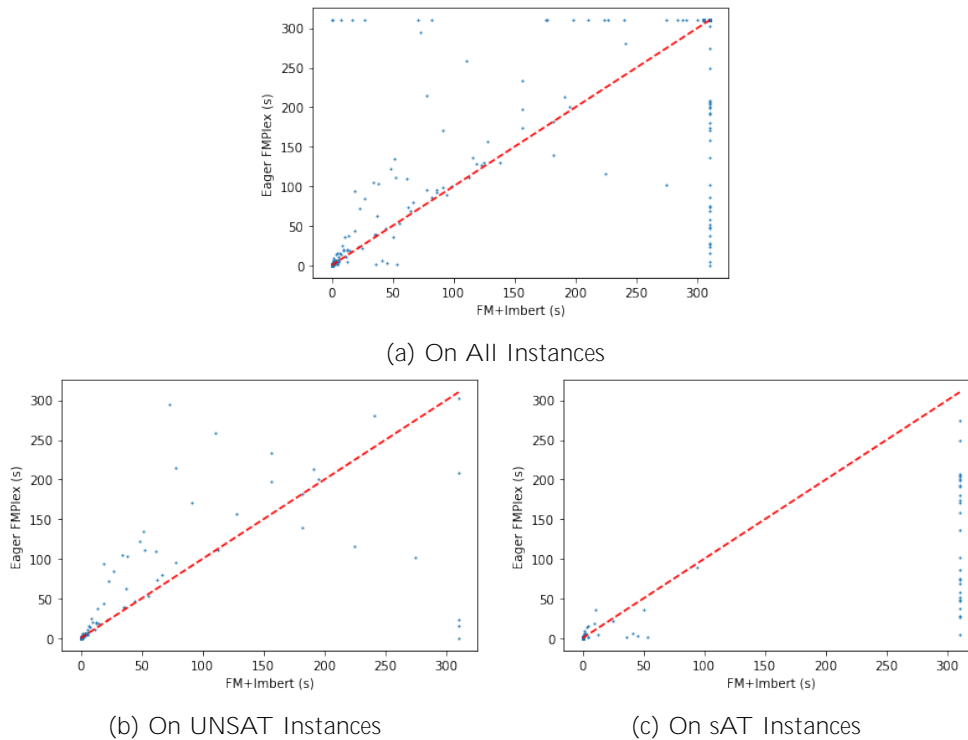 300
250
200
150
100
50
0
Eager FMPlex (s)
0 50 100 150 200 250 300
FM+Imbert (s)
(a) On All Instances
300
250
200
150
100
50
0
Eager FMPlex (s)
0 50 100 150 200 250 300
FM+Imbert (s)
(b) On UNSAT Instances
300
250
200
150
100
50
0
Eager FMPlex (s)
0 50 100 150 200 250 300
FM+Imbert (s)
(c) On sAT Instances